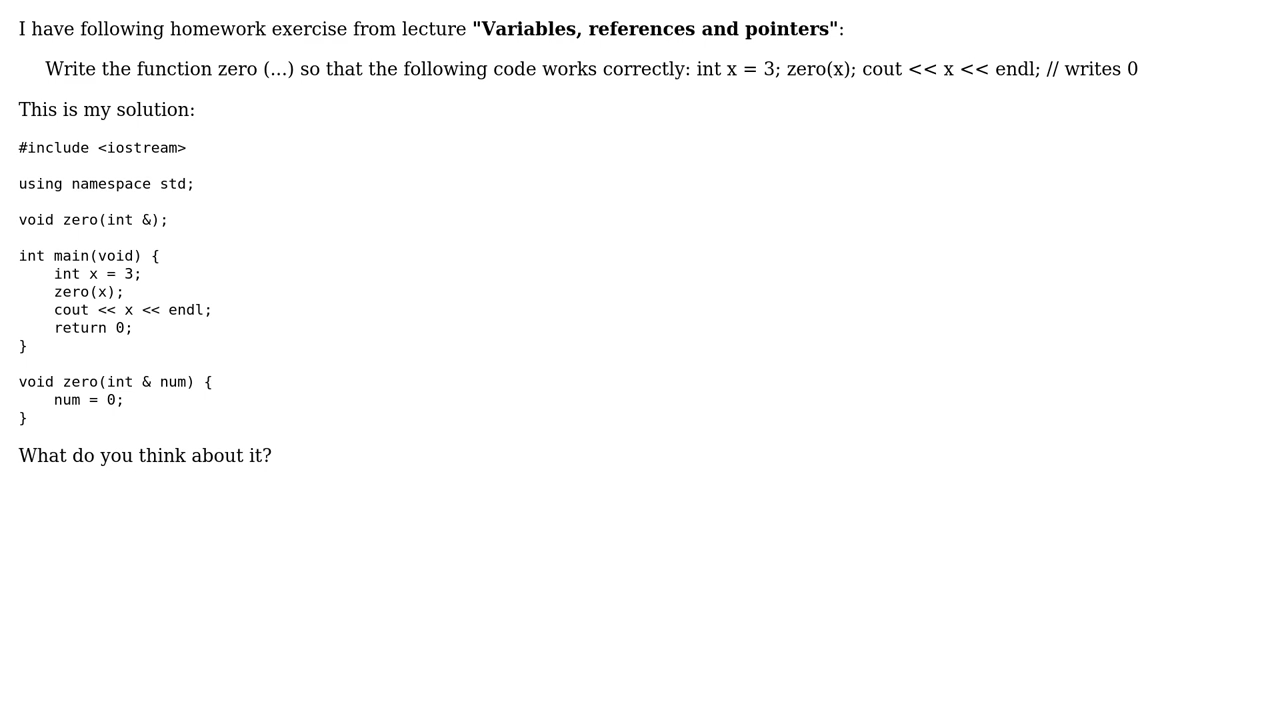 I have following homework exercise from lecture "Variables, references and pointers":
Write the function zero (...) so that the following code works correctly: int x = 3; zero(x); cout << x << endl; // writes 0
This is my solution:
#include <iostream>
using namespace std;
void zero(int &);
int main(void) {
    int x = 3;
    zero(x);
    cout << x << endl;
    return 0;
}
void zero(int & num) {
    num = 0;
}
What do you think about it?